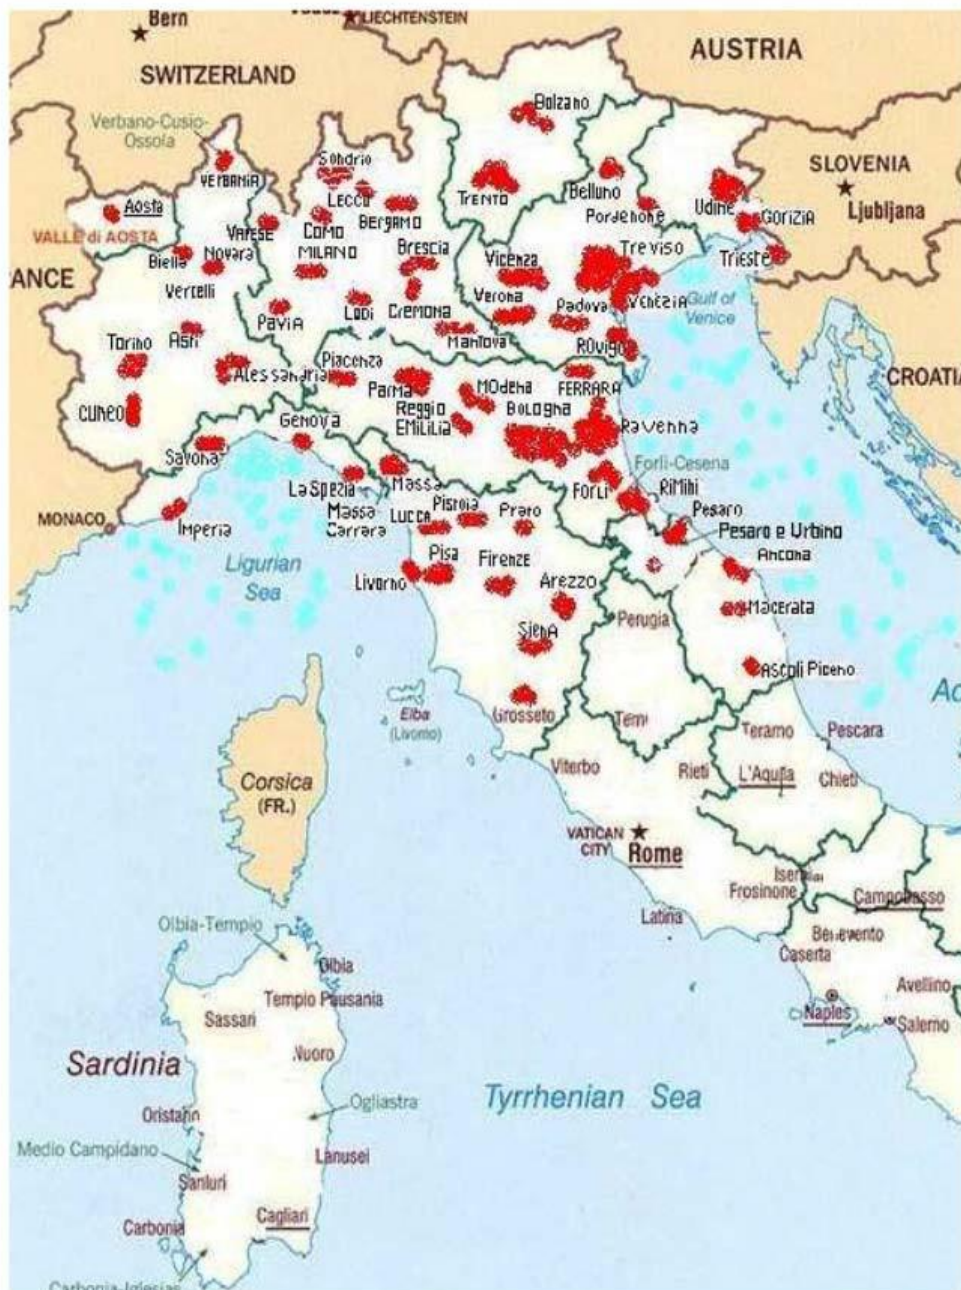 Bern
LIECHTENSTEIN
AUSTRIA
SWITZERLAND
Verbano-Cusio-
Ossola
Bolzano
SLOVENIA
Ljubljana
Sondrio
VERBANIA
LECCO
TRENTO
Belluno
Pordenone
Udine
GORIZIA
Aosta
VALLE di AOSTA
VARESE
COMO
BERGAMO
Trieste
Biella
Novara
MILANO
Brescia
Vicenza
Treviso
ANCE
Vercelli
PAVIA
LODI
Cremona
Verona
Padova
VENEZIA
Gulf of
Venice
Mantova
ROvigo
Torino
ASti
Alessandria
Piacenza
PARMA
MOdena
FERRARA
CROATIA
CUNEO
Reggio
EMILILIA
BOLOGNA
Ravenna
Genova
Savona
La Spezia
Massa
Forli-Cesena
FORLI
RiMiNi
MONACO
Imperia
Massa
Carrara
LUCCA
Pistoia
Prato
Pesaro
Pesaro e Urbino
Ligurian
Sea
Pisa
Firenze
Ancona
Livorno
Arezzo
Macerata
SienA
Perugia
ASCOLI Piceno
Elba
(Livorno)
Grosseto
Terni
Teramo
Pescara
Ad
Corsica
(FR.)
Viterbo
Rieti
L'Aquila
Chieti
VATICAN
CITY
Rome
Frosinone
Campobasso
Latina
Benevento
Caserta
Olbia-Tempio
Olbia
Tempio Pausania
Sassari
Avellino
Naples
Salerno
Nuoro
Sardinia
Tyrrhenian Sea
Oristano
Ogliastra
Medio Campidano
Lanusei
Sanluri
Carbonia
Cagliari
Carbonia-Iglesias